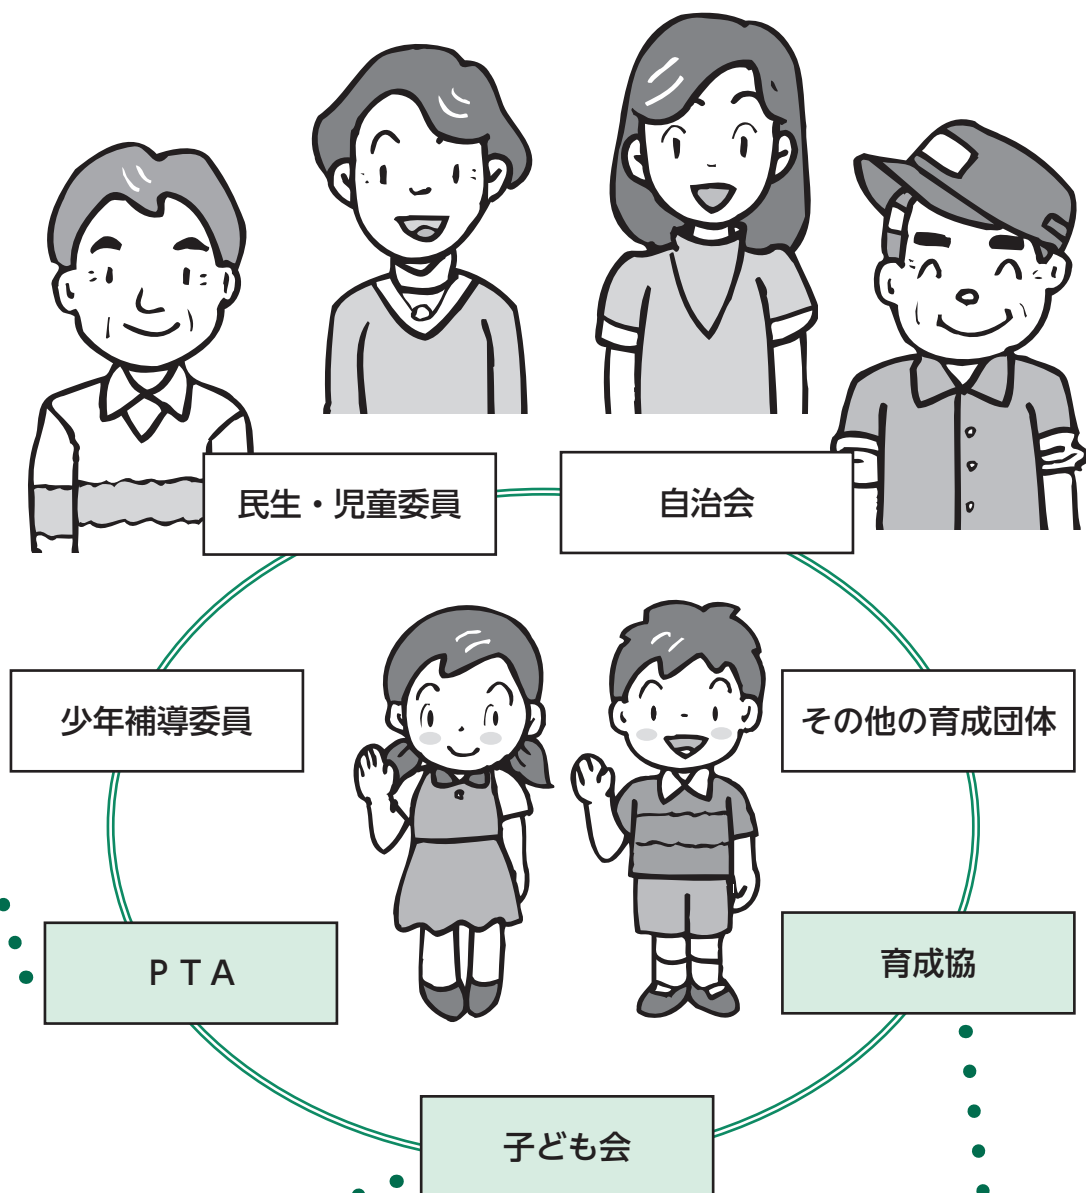 民生・児童委員
自治会
少年補導委員
その他の育成団体
ＰＴＡ
育成協
子ども会